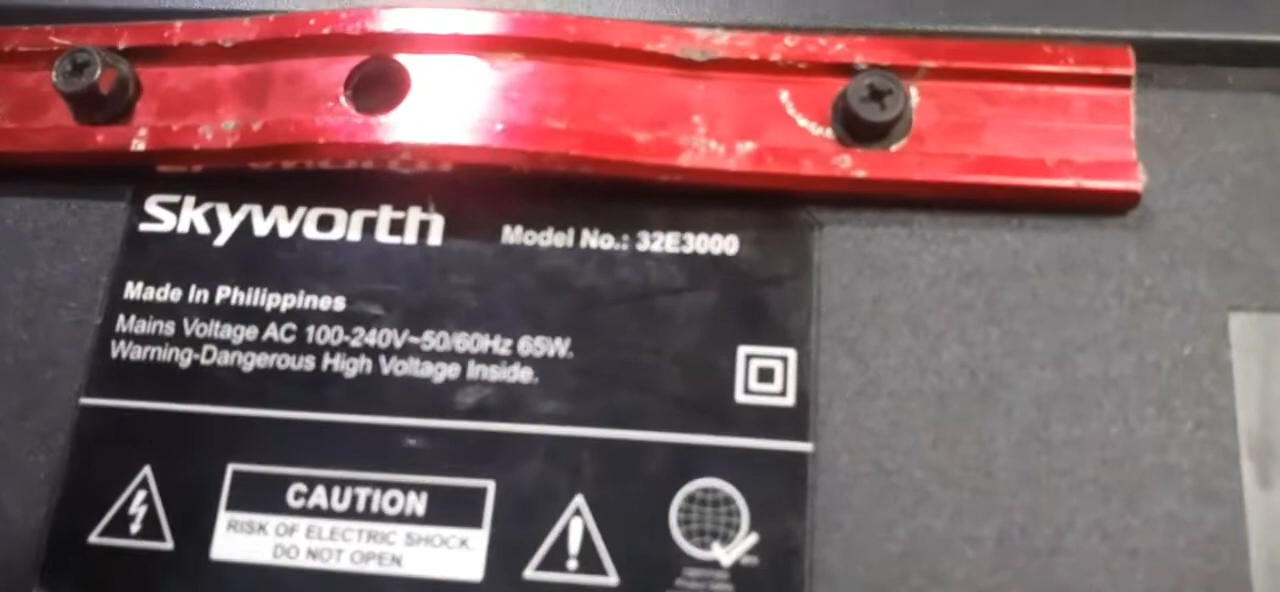 Skyworth
Model No.: 32E3000
Made In Philippines
Mains Voltage AC 100-240V~50/60Hz 65W.
Warning-Dangerous High Voltage Inside.
CAUTION
RISK OF ELECTRIC SHOCK
DO NOT OPEN